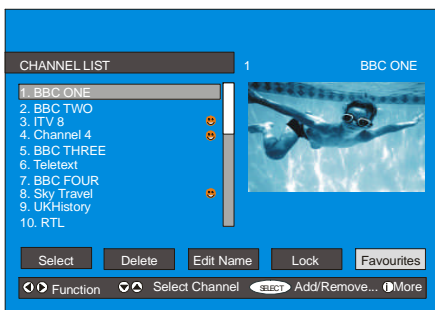 CHANNEL LIST 1 BBC ONE
1. BBC ONE
2. BBC TWO
3. ITV 8
4. Channel 4
5. BBC THREE
6. Teletext
7. BBC FOUR
8. Sky Travel
9. UKHistory
10. RTL
Select Delete Edit Name Lock Favourites
Function Select Channel SELECT Add/Remove... i More